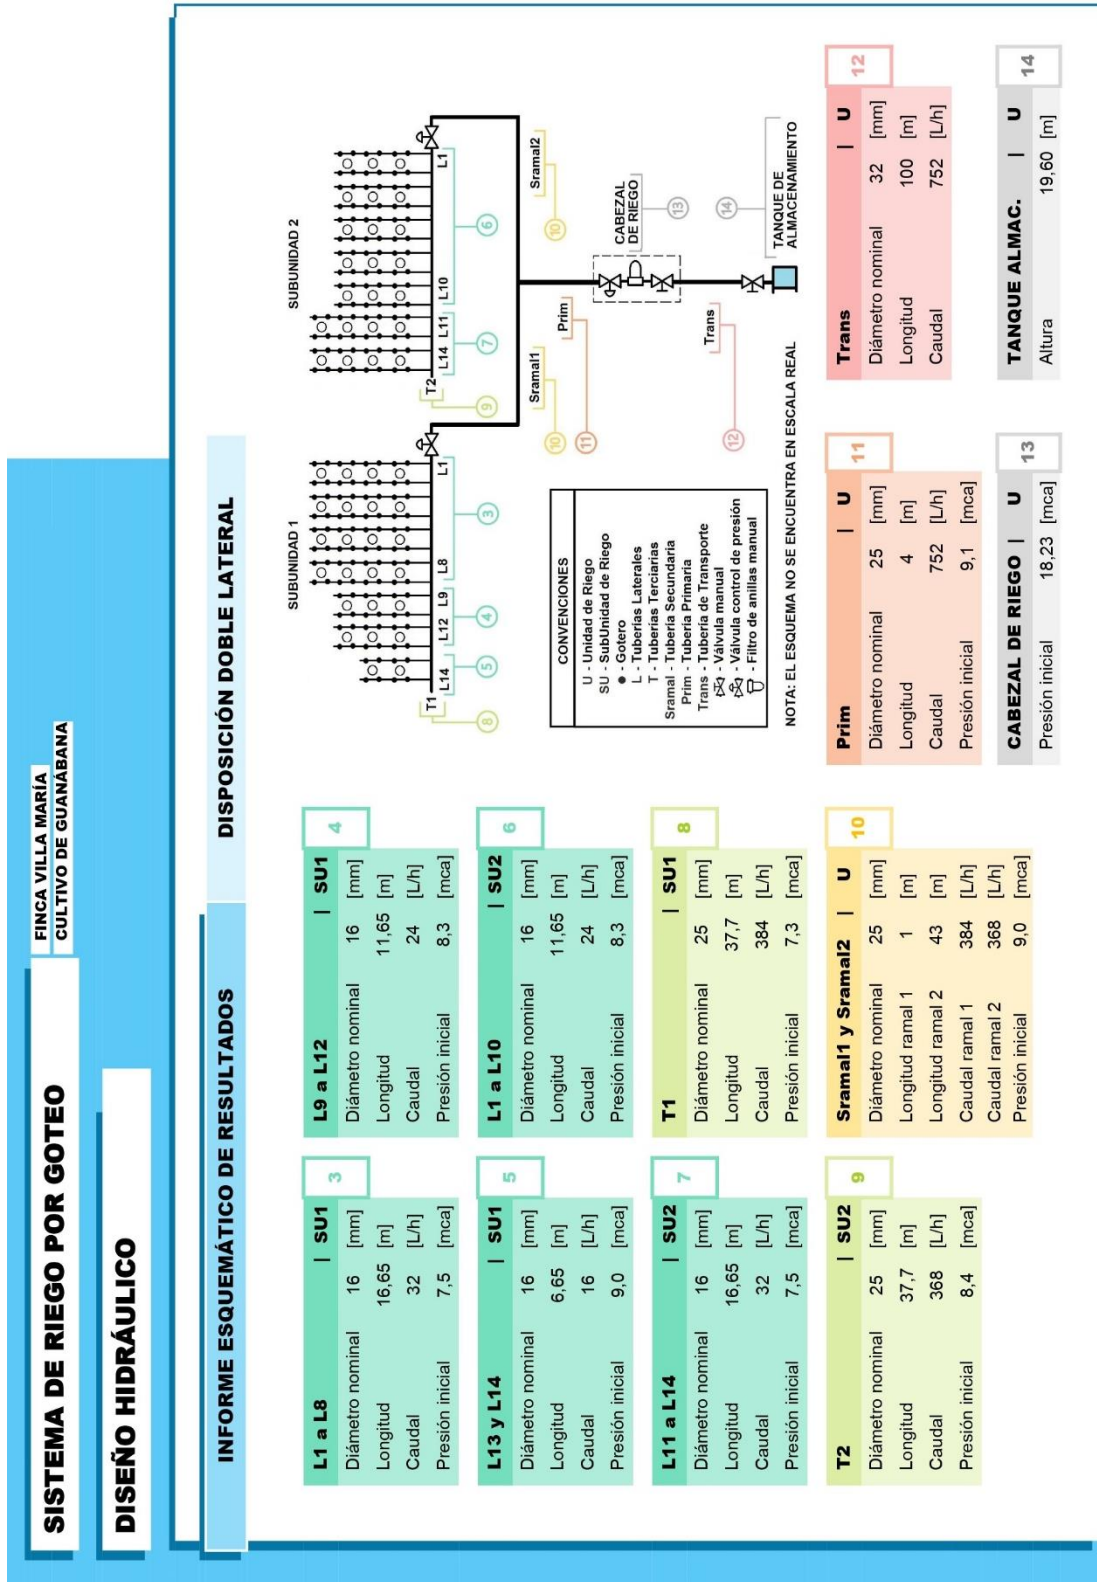 SISTEMA DE RIEGO POR GOTEO
FINCA VILLA MARÍA
CULTIVO DE GUANÁBANA
DISEÑO HIDRÁULICO
INFORME ESQUEMÁTICO DE RESULTADOS
DISPOSICIÓN DOBLE LATERAL
L1 a L8 | SU1
3
Diámetro nominal 16 [mm]
Longitud 16,65 [m]
Caudal 32 [L/h]
Presión inicial 7,5 [mca]
L9 a L12 | SU1
4
Diámetro nominal 16 [mm]
Longitud 11,65 [m]
Caudal 24 [L/h]
Presión inicial 8,3 [mca]
L13 y L14 | SU1
5
Diámetro nominal 16 [mm]
Longitud 6,65 [m]
Caudal 16 [L/h]
Presión inicial 9,0 [mca]
L1 a L10 | SU2
6
Diámetro nominal 16 [mm]
Longitud 11,65 [m]
Caudal 24 [L/h]
Presión inicial 8,3 [mca]
L11 a L14 | SU2
7
Diámetro nominal 16 [mm]
Longitud 16,65 [m]
Caudal 32 [L/h]
Presión inicial 7,5 [mca]
T1 | SU1
8
Diámetro nominal 25 [mm]
Longitud 37,7 [m]
Caudal 384 [L/h]
Presión inicial 7,3 [mca]
T2 | SU2
9
Diámetro nominal 25 [mm]
Longitud 37,7 [m]
Caudal 368 [L/h]
Presión inicial 8,4 [mca]
Sramal1 y Sramal2 | U
10
Diámetro nominal 25 [mm]
Longitud ramal 1 1 [m]
Longitud ramal 2 43 [m]
Caudal ramal 1 384 [L/h]
Caudal ramal 2 368 [L/h]
Presión inicial 9,0 [mca]
Prim | U
11
Diámetro nominal 25 [mm]
Longitud 4 [m]
Caudal 752 [L/h]
Presión inicial 9,1 [mca]
Trans | U
12
Diámetro nominal 32 [mm]
Longitud 100 [m]
Caudal 752 [L/h]
CABEZAL DE RIEGO | U
13
Presión inicial 18,23 [mca]
TANQUE ALMAC. | U
14
Altura 19,60 [m]
SUBUNIDAD 1
T1
L14
L12
L9
L8
L1
8
5
4
3
SUBUNIDAD 2
T2
L14
L11
L10
L1
9
7
6
Sramal1
10
Sramal2
10
Prim
11
CABEZAL
DE RIEGO
13
Trans
12
TANQUE DE
ALMACENAMIENTO
14
CONVENCIONES
U - Unidad de Riego
SU - SubUnidad de Riego
- Gotero
L - Tuberías Laterales
T - Tuberías Terciarias
Sramal - Tubería Secundaria
Prim - Tubería Primaria
Trans - Tubería de Transporte
- Válvula manual
- Válvula control de presión
- Filtro de anillas manual
NOTA: EL ESQUEMA NO SE ENCUENTRA EN ESCALA REAL